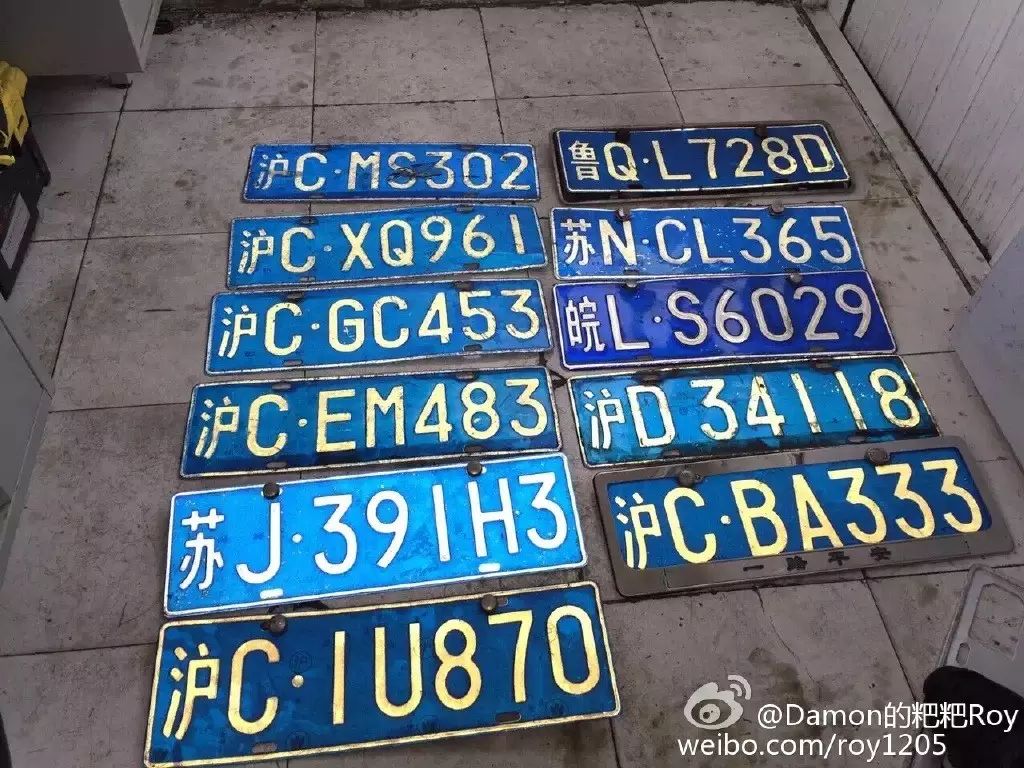 沪C·MS302
沪C·XQ961
沪C·GC453
沪C·EM483
苏J·391H3
沪C·1U870
鲁Q·L728D
苏N·CL365
皖L·S6029
沪D 34118
沪C·BA333
一路平安
@Damon的粑粑Roy
weibo.com/roy1205